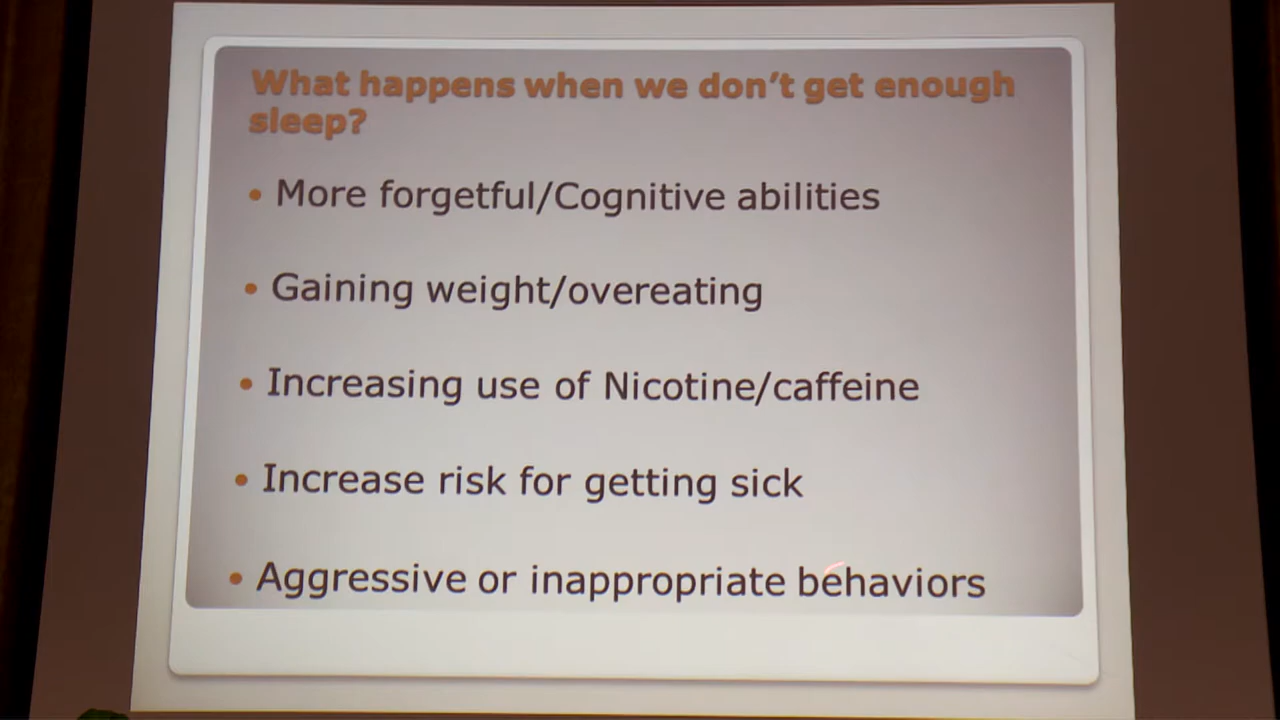 What happens when we don’t get enough
sleep?
• More forgetful/Cognitive abilities
• Gaining weight/overeating
• Increasing use of Nicotine/caffeine
• Increase risk for getting sick
• Aggressive or inappropriate behaviors